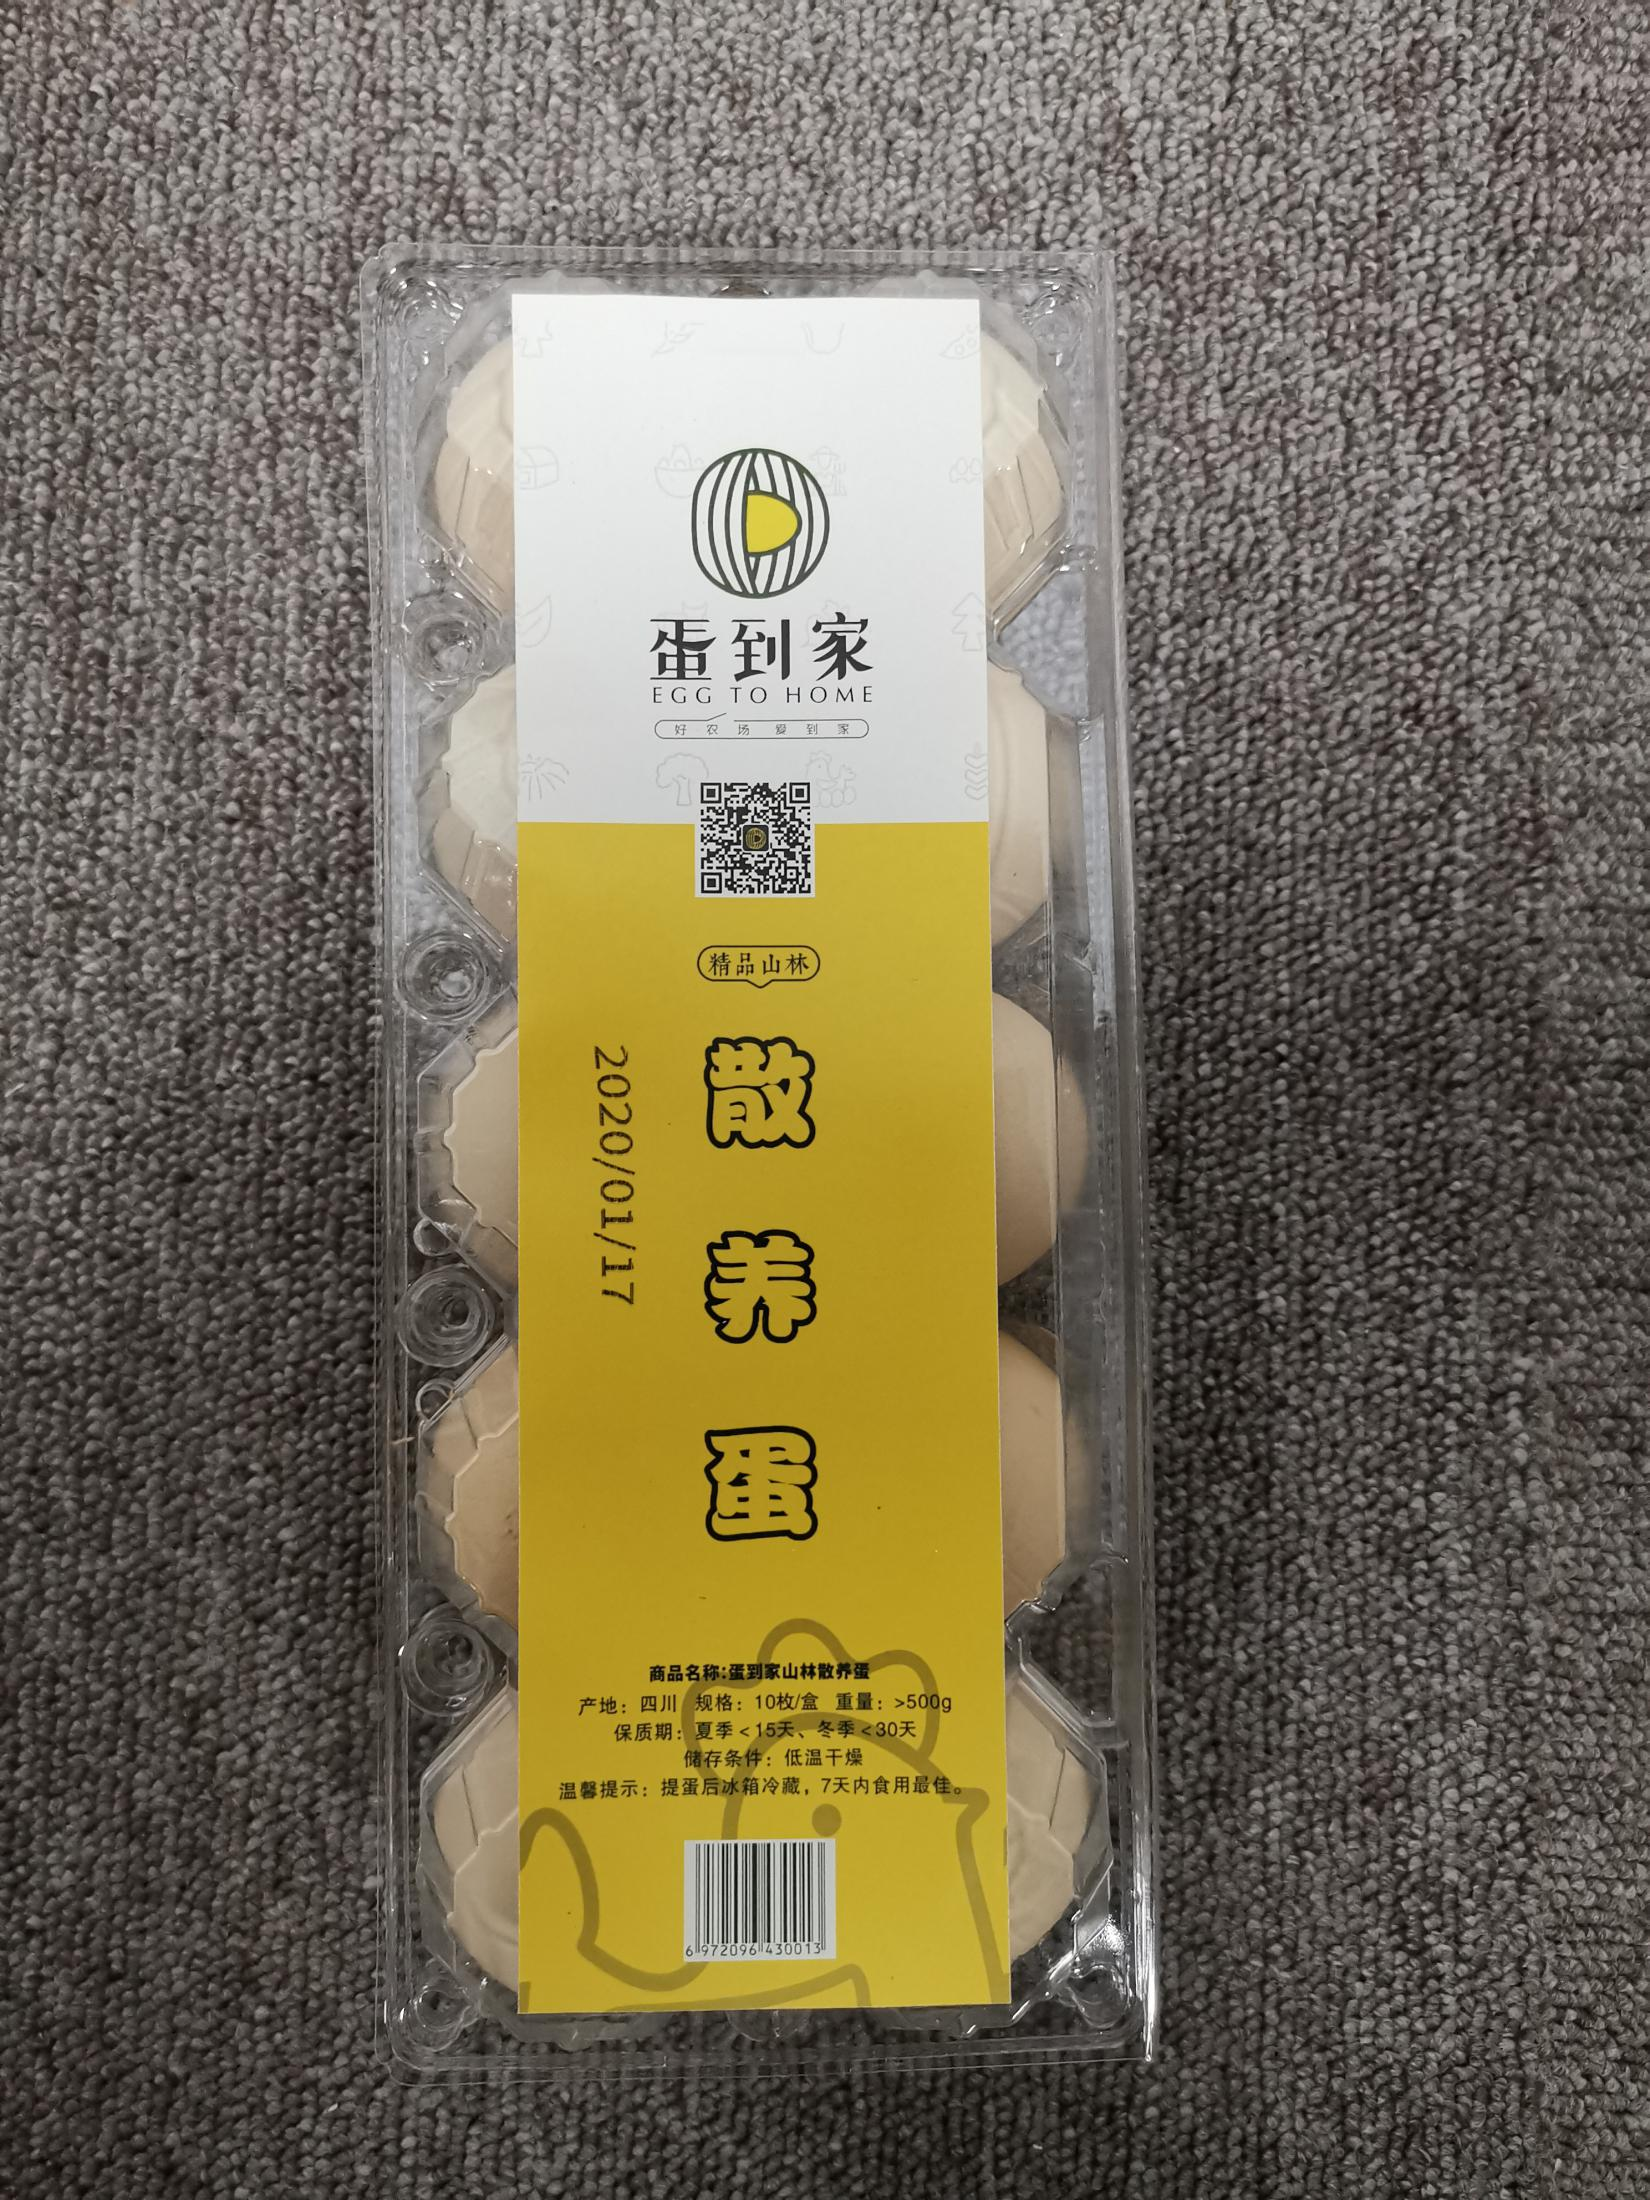 蛋到家
EGG TO HOME
好农场爱到家
精品山林
散养蛋
2020/01/17
商品名称:蛋到家山林散养蛋
产地：四川 规格：10枚/盒 重量：>500g
保质期：夏季<15天、冬季<30天
储存条件：低温干燥
温馨提示：提蛋后冰箱冷藏，7天内食用最佳。
6 972096 430013